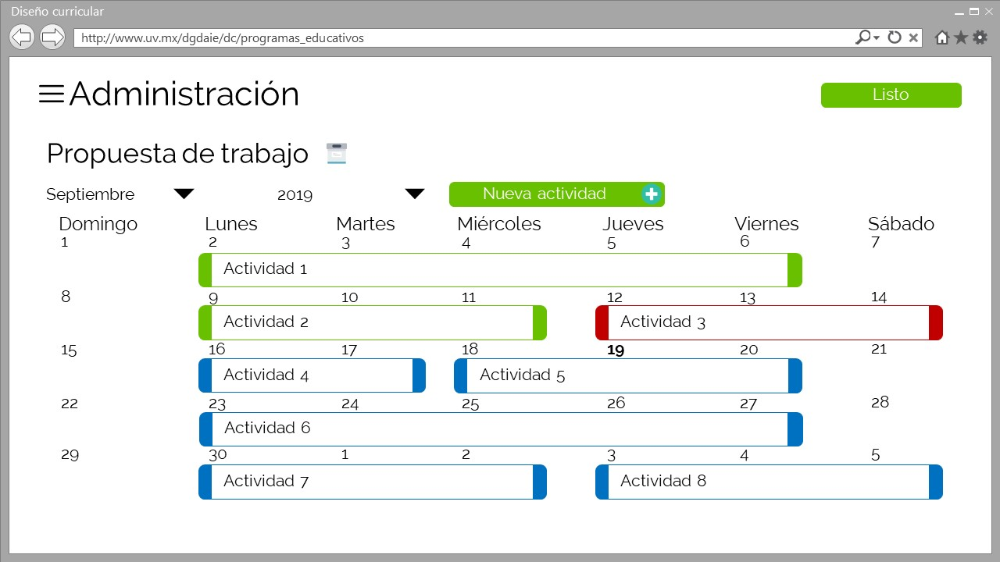 Diseño curricular
http://www.uv.mx/dgdaie/dc/programas_educativos
Administración
Listo
Propuesta de trabajo
Septiembre 2019 Nueva actividad
Domingo Lunes Martes Miércoles Jueves Viernes Sábado
1 2 3 4 5 6 7
Actividad 1
8 9 10 11 12 13 14
Actividad 2 Actividad 3
15 16 17 18 19 20 21
Actividad 4 Actividad 5
22 23 24 25 26 27 28
Actividad 6
29 30 1 2 3 4 5
Actividad 7 Actividad 8